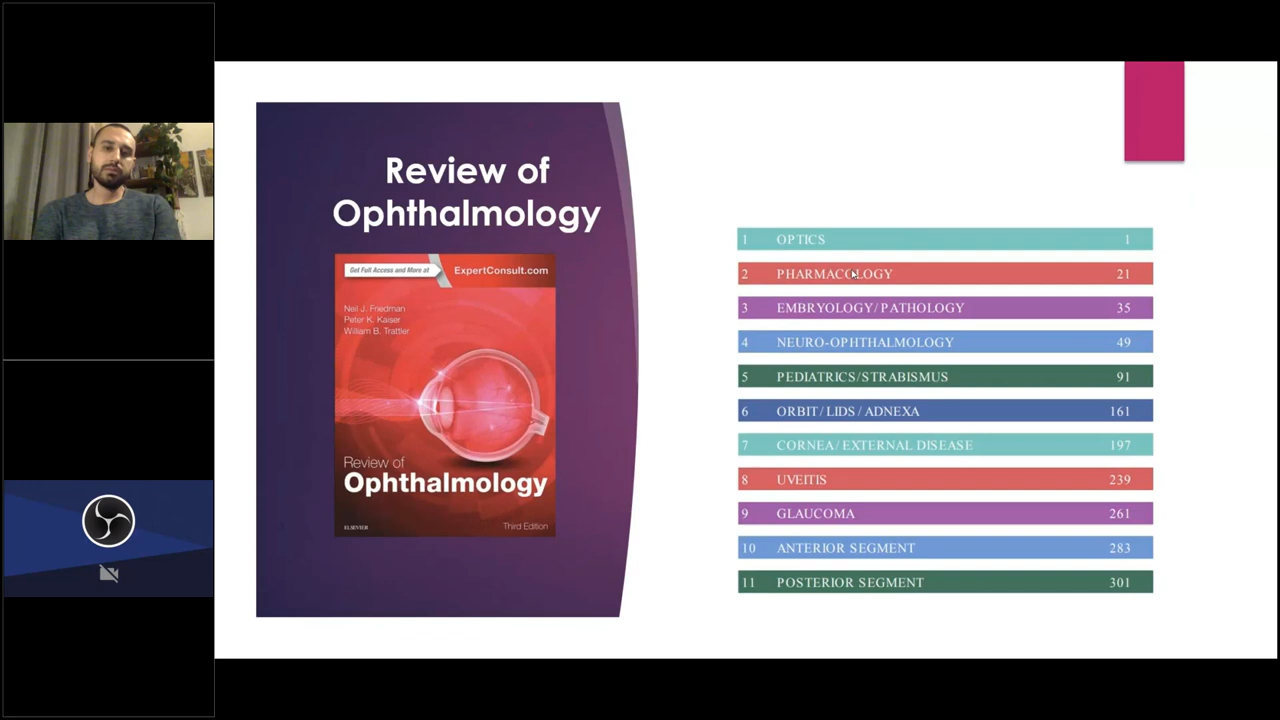 Review of
Ophthalmology
Get Full Access and More at
ExpertConsult.com
Neil J. Friedman
Peter K. Kaiser
William B. Trattler
Review of
Ophthalmology
ELSEVIER
Third Edition
1 OPTICS 1
2 PHARMACOLOGY 21
3 EMBRYOLOGY/PATHOLOGY 35
4 NEURO-OPHTHALMOLOGY 49
5 PEDIATRICS/STRABISMUS 91
6 ORBIT/LIDS/ADNEXA 161
7 CORNEA/EXTERNAL DISEASE 197
8 UVEITIS 239
9 GLAUCOMA 261
10 ANTERIOR SEGMENT 283
11 POSTERIOR SEGMENT 301